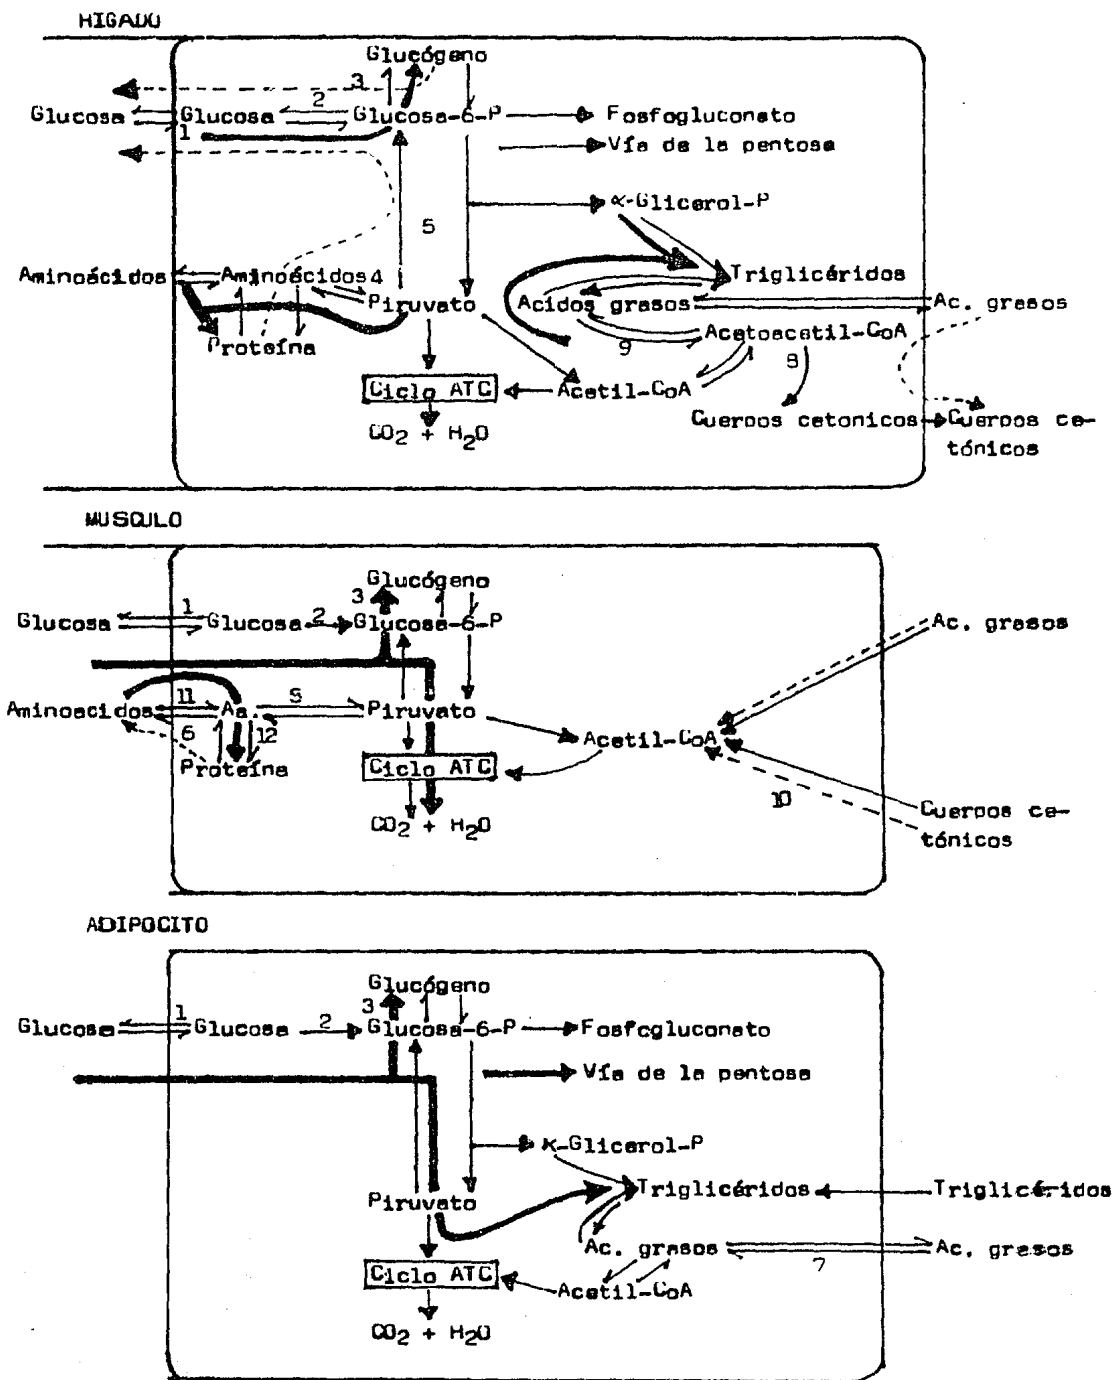 HIGADO
Glucógeno
3
Glucosa Glucosa 2 Glucosa-6-P Fosfogluconato
1
Vía de la pentosa
α-Glicerol-P
5
Aminoácidos Aminoácidos 4 Piruvato Acidos grasos Triglicéridos Ac. grasos
Proteína 9 Acetoacetil-CoA
8
Ciclo ATC Acetil-CoA
Cuerpos cetonicos Cuerpos ce-
tónicos
CO2 + H2O
MUSCULO
Glucógeno
3
Glucosa 1 Glucosa 2 Glucosa-6-P Ac. grasos
Aminoacidos 11 Aa. 5 Piruvato
6 12 Acetil-CoA
Proteína Ciclo ATC
10
Cuerpos ce-
tónicos
CO2 + H2O
ADIPOCITO
Glucógeno
3
Glucosa 1 Glucosa 2 Glucosa-6-P Fosfogluconato
Vía de la pentosa
α-Glicerol-P
Piruvato Triglicéridos Triglicéridos
Ac. grasos 7 Ac. grasos
Ciclo ATC Acetil-CoA
CO2 + H2O